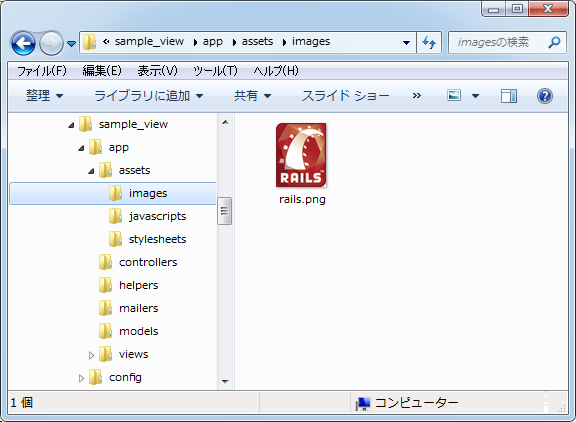 « sample_view ▸ app ▸ assets ▸ images imagesの検索
ファイル(F) 編集(E) 表示(V) ツール(T) ヘルプ(H)
整理 ライブラリに追加 共有 スライド ショー »
sample_view
app
assets
images
javascripts
stylesheets
controllers
helpers
mailers
models
views
config
RAILS
rails.png
1 個 コンピューター